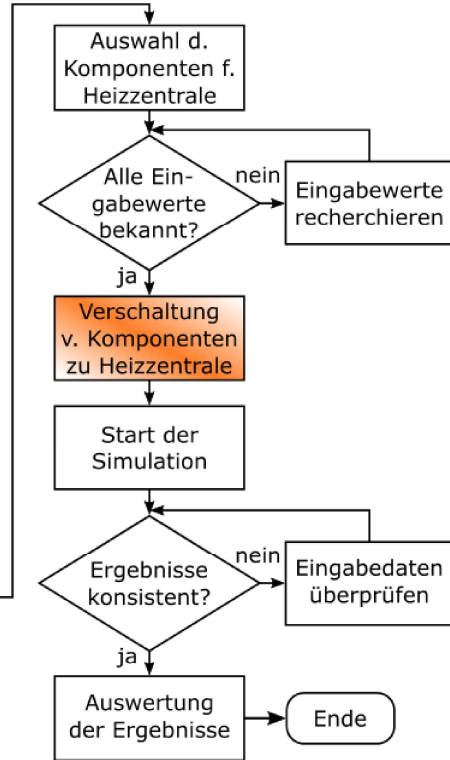 Auswahl d.
Komponenten f.
Heizzentrale
Alle Ein-
gabewerte
bekannt?
nein
Eingabewerte
recherchieren
ja
Verschaltung
v. Komponenten
zu Heizzentrale
Start der
Simulation
Ergebnisse
konsistent?
nein
Eingabedaten
überprüfen
ja
Auswertung
der Ergebnisse
Ende